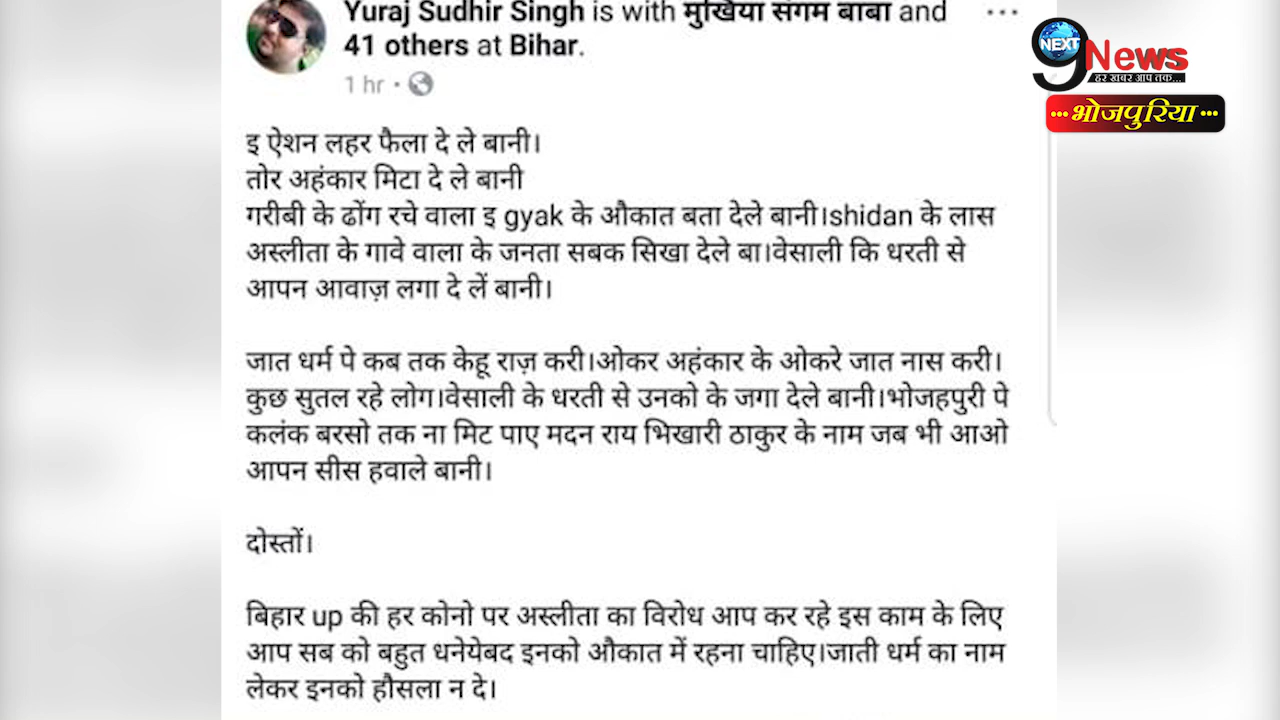 Yuraj Sudhir Singh is with मुखिया संगम बाबा and
41 others at Bihar.
1 hr
NEXT
9 News
हर खबर आप तक...
...भोजपुरिया...
इ ऐशन लहर फैला दे ले बानी।
तोर अहंकार मिटा दे ले बानी
गरीबी के ढोंग रचे वाला इ gyak के औकात बता देले बानी।shidan के लास
अस्लीता के गावे वाला के जनता सबक सिखा देले बा।वेसाली कि धरती से
आपन आवाज़ लगा दे लें बानी।
जात धर्म पे कब तक केहू राज़ करी।ओकर अहंकार के ओकरे जात नास करी।
कुछ सुतल रहे लोग।वेसाली के धरती से उनको के जगा देले बानी।भोजहपुरी पे
कलंक बरसो तक ना मिट पाए मदन राय भिखारी ठाकुर के नाम जब भी आओ
आपन सीस हवाले बानी।
दोस्तों।
बिहार up की हर कोनो पर अस्लीता का विरोध आप कर रहे इस काम के लिए
आप सब को बहुत धनेयेबद इनको औकात में रहना चाहिए।जाती धर्म का नाम
लेकर इनको हौसला न दे।